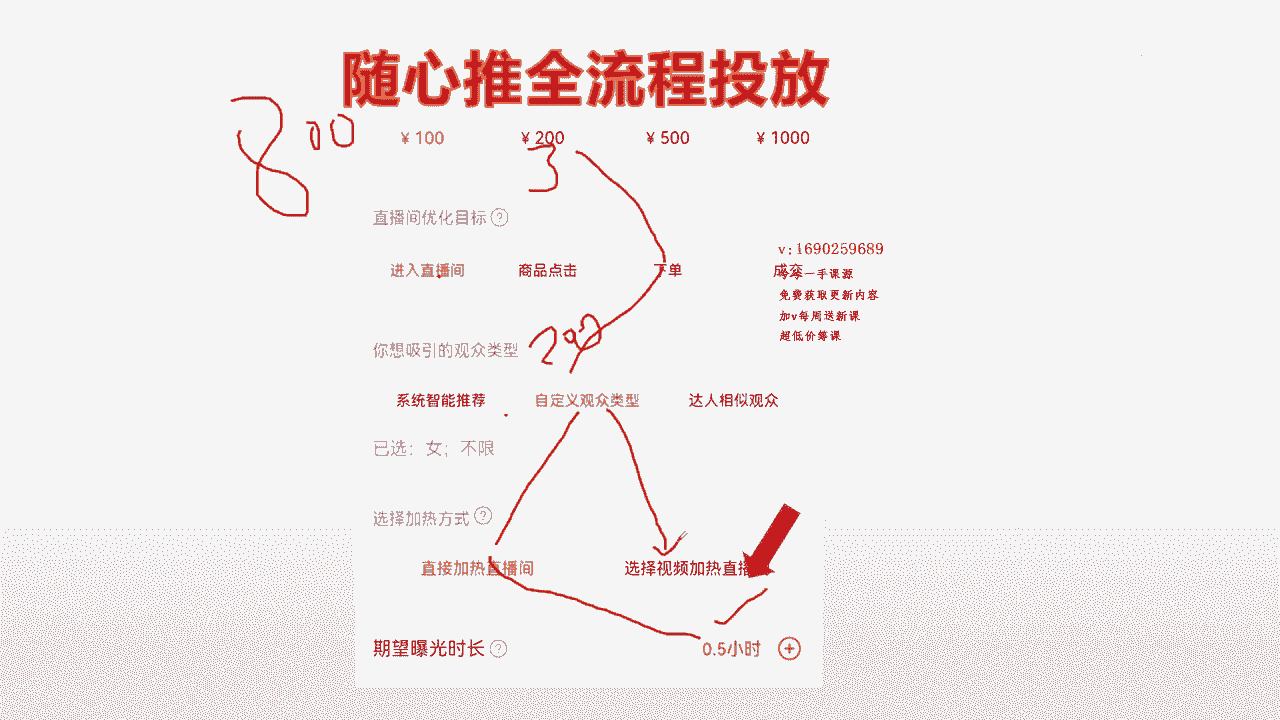 随心推全流程投放
800
¥ 100 ¥ 200 ¥ 500 ¥ 1000
3
直播间优化目标 ?
v:1690259689
进入直播间 商品点击 下单 成交
一手课源
免费获取更新内容
加v每周送新课
超低价筹课
200
你想吸引的观众类型
系统智能推荐 自定义观众类型 达人相似观众
已选：女；不限
选择加热方式 ?
直接加热直播间 选择视频加热直播
期望曝光时长 ? 0.5小时 +